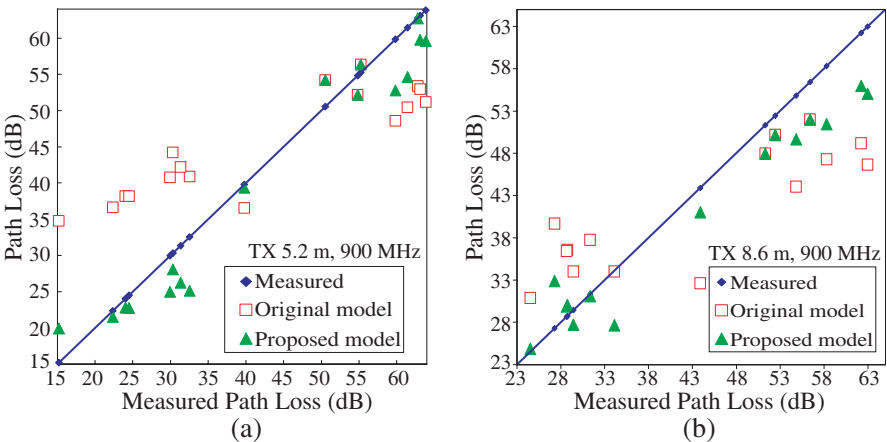 Path Loss (dB)
60
55
50
45
40
35
30
25
20
15
TX 5.2 m, 900 MHz
Measured
Original model
Proposed model
15 20 25 30 35 40 45 50 55 60
Measured Path Loss (dB)
(a)
Path Loss (dB)
63
58
53
48
43
38
33
28
23
TX 8.6 m, 900 MHz
Measured
Original model
Proposed model
23 28 33 38 43 48 53 58 63
Measured Path Loss (dB)
(b)